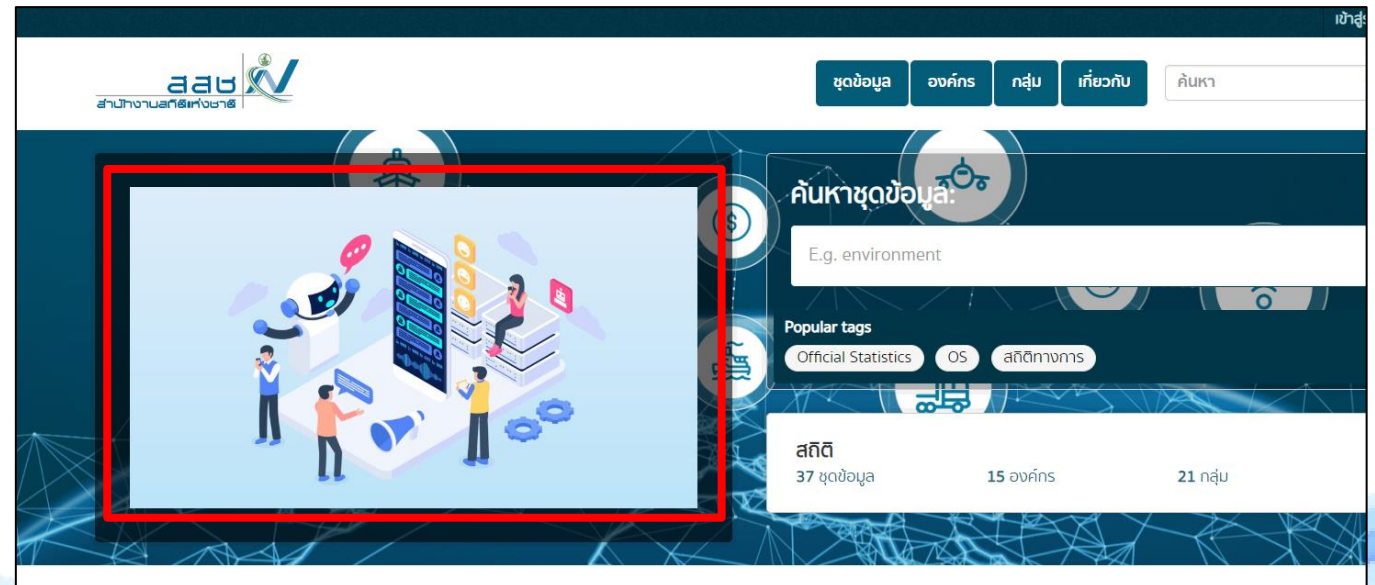 เข้าสู่ร
สสช
สำนักงานสถิติแห่งชาติ
ชุดข้อมูล องค์กร กลุ่ม เกี่ยวกับ ค้นหา
ค้นหาชุดข้อมูล:
E.g. environment
Popular tags
Official Statistics OS สถิติทางการ
สถิติ
37 ชุดข้อมูล 15 องค์กร 21 กลุ่ม